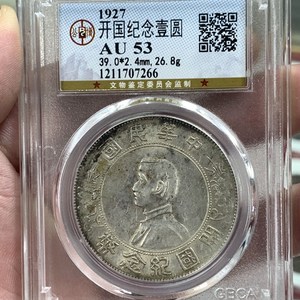 1927
开国纪念壹圆
AU 53
39.0*2.4mm,26.8g
1211707266
★文物鉴定委员会监制★
中華民國
開國紀念幣
GECA